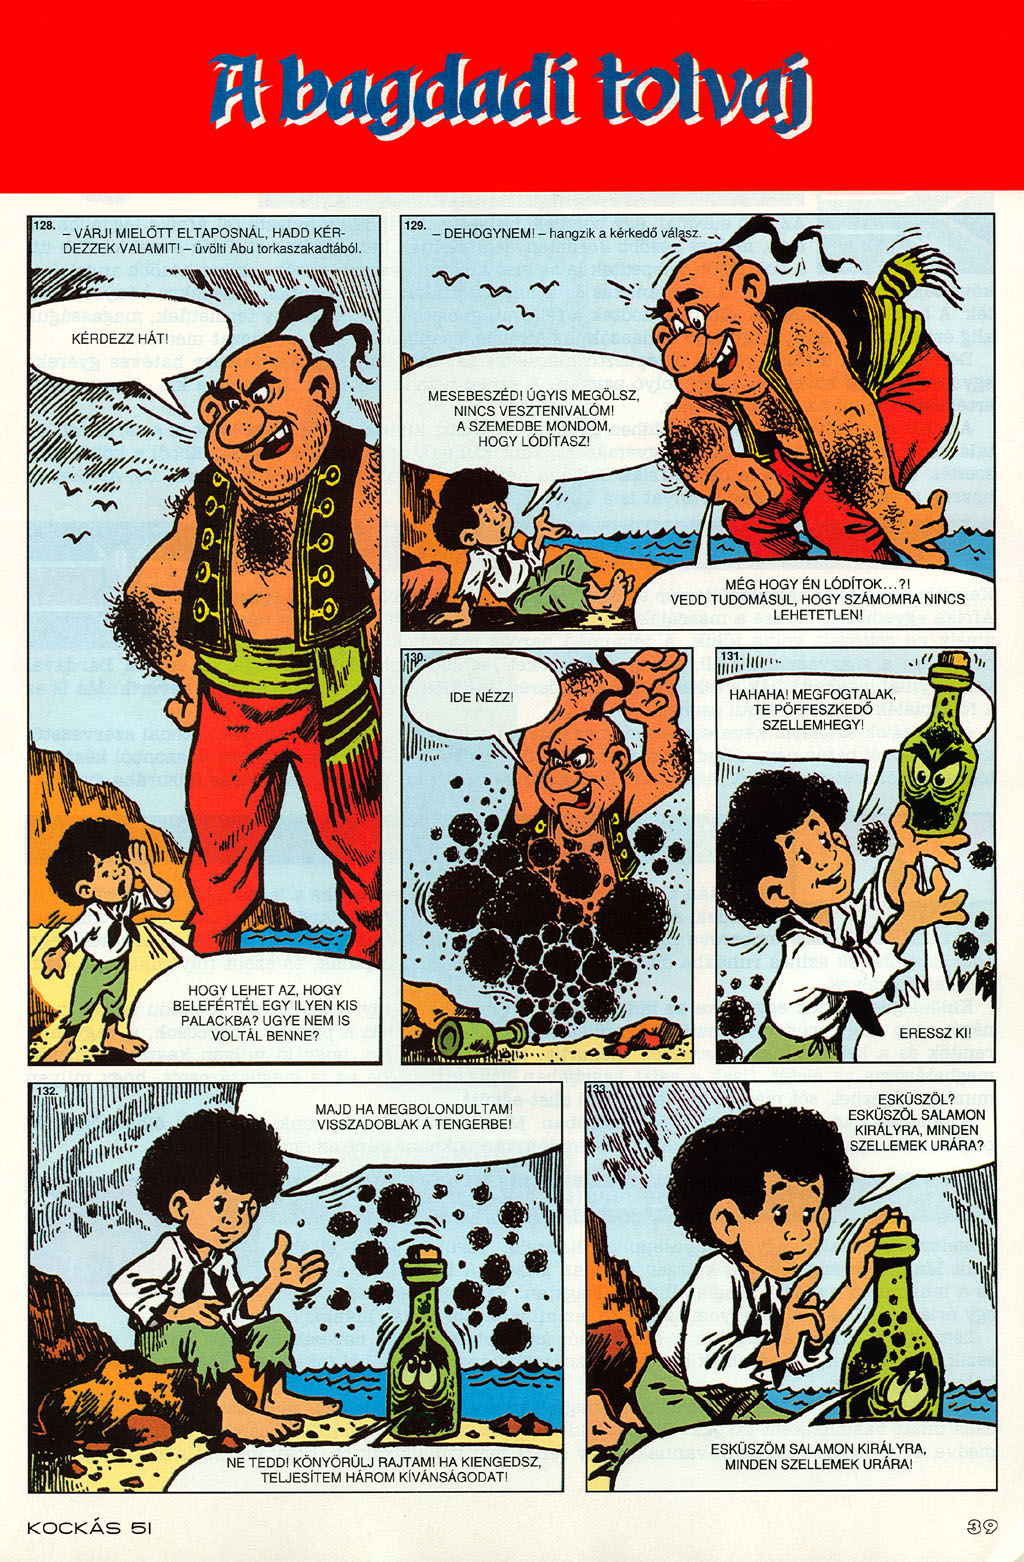 A bagdadi tolvaj
128.
– VÁRJ! MIELŐTT ELTAPOSNÁL, HADD KÉR-
DEZZEK VALAMIT! – üvölti Abu torkaszakadtából.
KÉRDEZZ HÁT!
HOGY LEHET AZ, HOGY
BELEFÉRTÉL EGY ILYEN KIS
PALACKBA? UGYE NEM IS
VOLTÁL BENNE?
129.
– DEHOGYNEM! – hangzik a kérkedő válasz.
MESEBESZÉD! ÚGYIS MEGÖLSZ,
NINCS VESZTENIVALÓM!
A SZEMEDBE MONDOM,
HOGY LÓDÍTASZ!
MÉG HOGY ÉN LÓDÍTOK...?!
VEDD TUDOMÁSUL, HOGY SZÁMOMRA NINCS
LEHETETLEN!
130.
IDE NÉZZ!
131.
HAHAHA! MEGFOGTALAK,
TE PÖFFESZKEDŐ
SZELLEMHEGY!
ERESSZ KI!
132.
MAJD HA MEGBOLONDULTAM!
VISSZADOBLAK A TENGERBE!
NE TEDD! KÖNYÖRÜLJ RAJTAM! HA KIENGEDSZ,
TELJESÍTEM HÁROM KÍVÁNSÁGODAT!
133.
ESKÜSZÖL?
ESKÜSZÖL SALAMON
KIRÁLYRA, MINDEN
SZELLEMEK URÁRA?
ESKÜSZÖM SALAMON KIRÁLYRA,
MINDEN SZELLEMEK URÁRA!
KOCKÁS 51
39